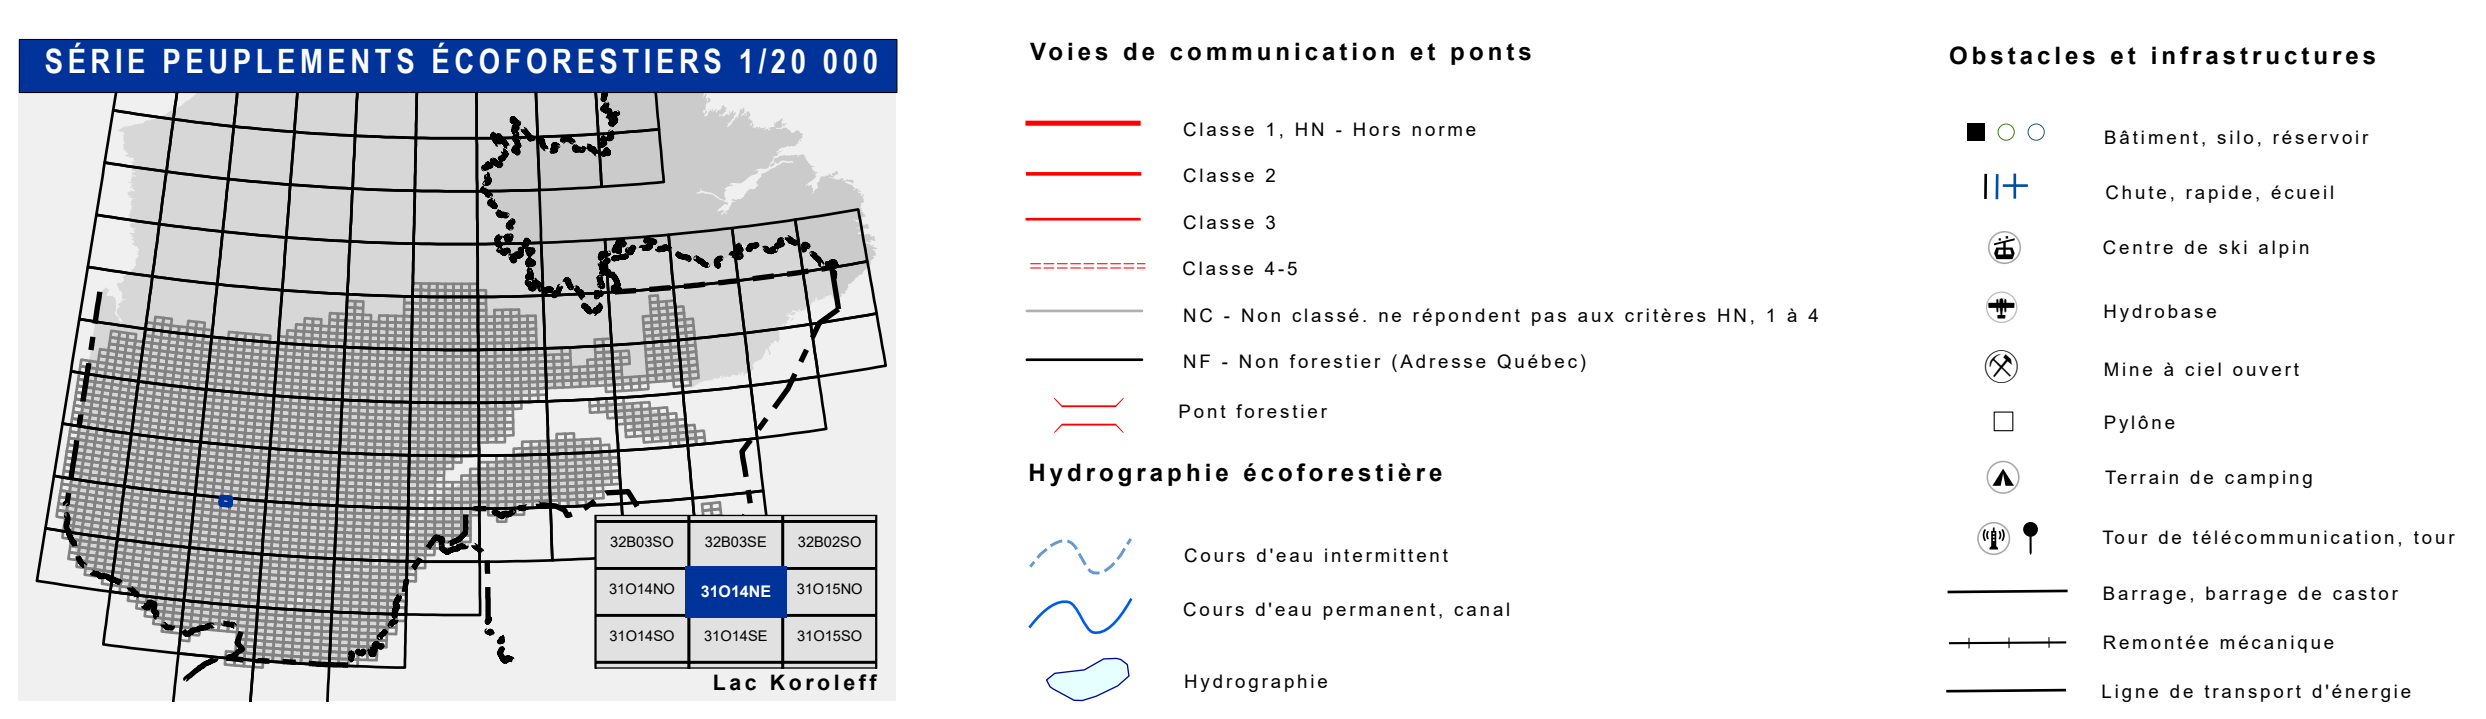 SÉRIE PEUPLEMENTS ÉCOFORESTIERS 1/20 000
32B03SO 32B03SE 32B02SO
31O14NO 31O14NE 31O15NO
31O14SO 31O14SE 31O15SO
Lac Koroleff
Voies de communication et ponts
Classe 1, HN - Hors norme
Classe 2
Classe 3
Classe 4-5
NC - Non classé. ne répondent pas aux critères HN, 1 à 4
NF - Non forestier (Adresse Québec)
Pont forestier
Hydrographie écoforestière
Cours d'eau intermittent
Cours d'eau permanent, canal
Hydrographie
Obstacles et infrastructures
Bâtiment, silo, réservoir
Chute, rapide, écueil
Centre de ski alpin
Hydrobase
Mine à ciel ouvert
Pylône
Terrain de camping
Tour de télécommunication, tour
Barrage, barrage de castor
Remontée mécanique
Ligne de transport d'énergie